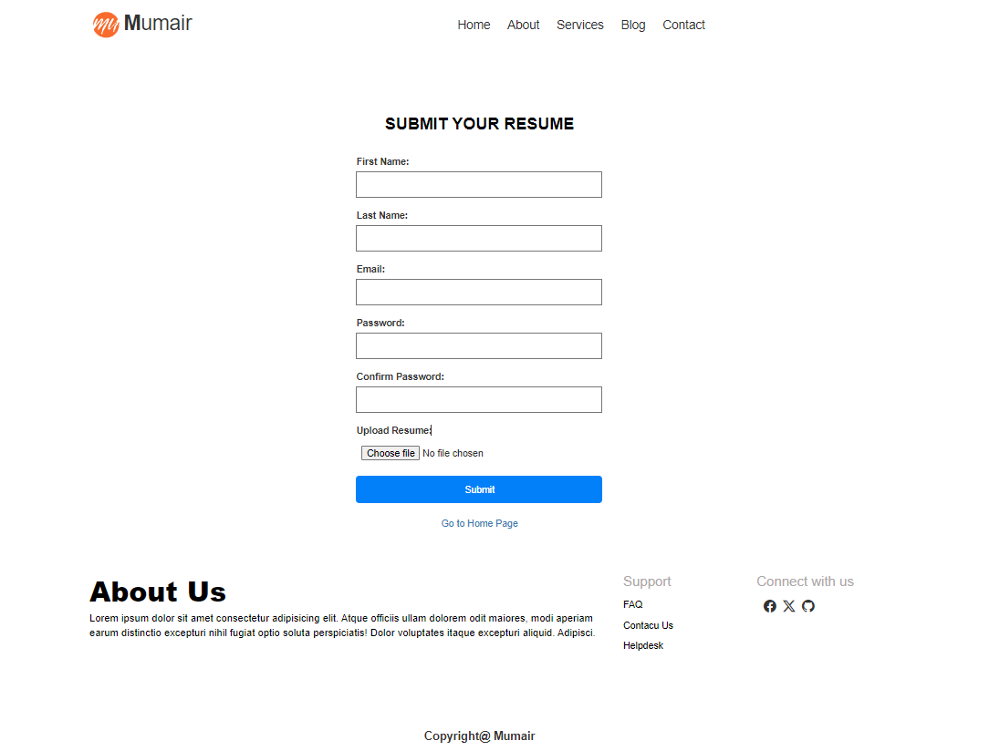 my Mumair
Home About Services Blog Contact
SUBMIT YOUR RESUME
First Name:
Last Name:
Email:
Password:
Confirm Password:
Upload Resume:
Choose file No file chosen
Submit
Go to Home Page
About Us
Lorem ipsum dolor sit amet consectetur adipisicing elit. Atque officiis ullam dolorem odit maiores, modi aperiam
earum distinctio excepturi nihil fugiat optio soluta perspiciatis! Dolor voluptates itaque excepturi aliquid. Adipisci.
Support
FAQ
Contacu Us
Helpdesk
Connect with us
Copyright@ Mumair